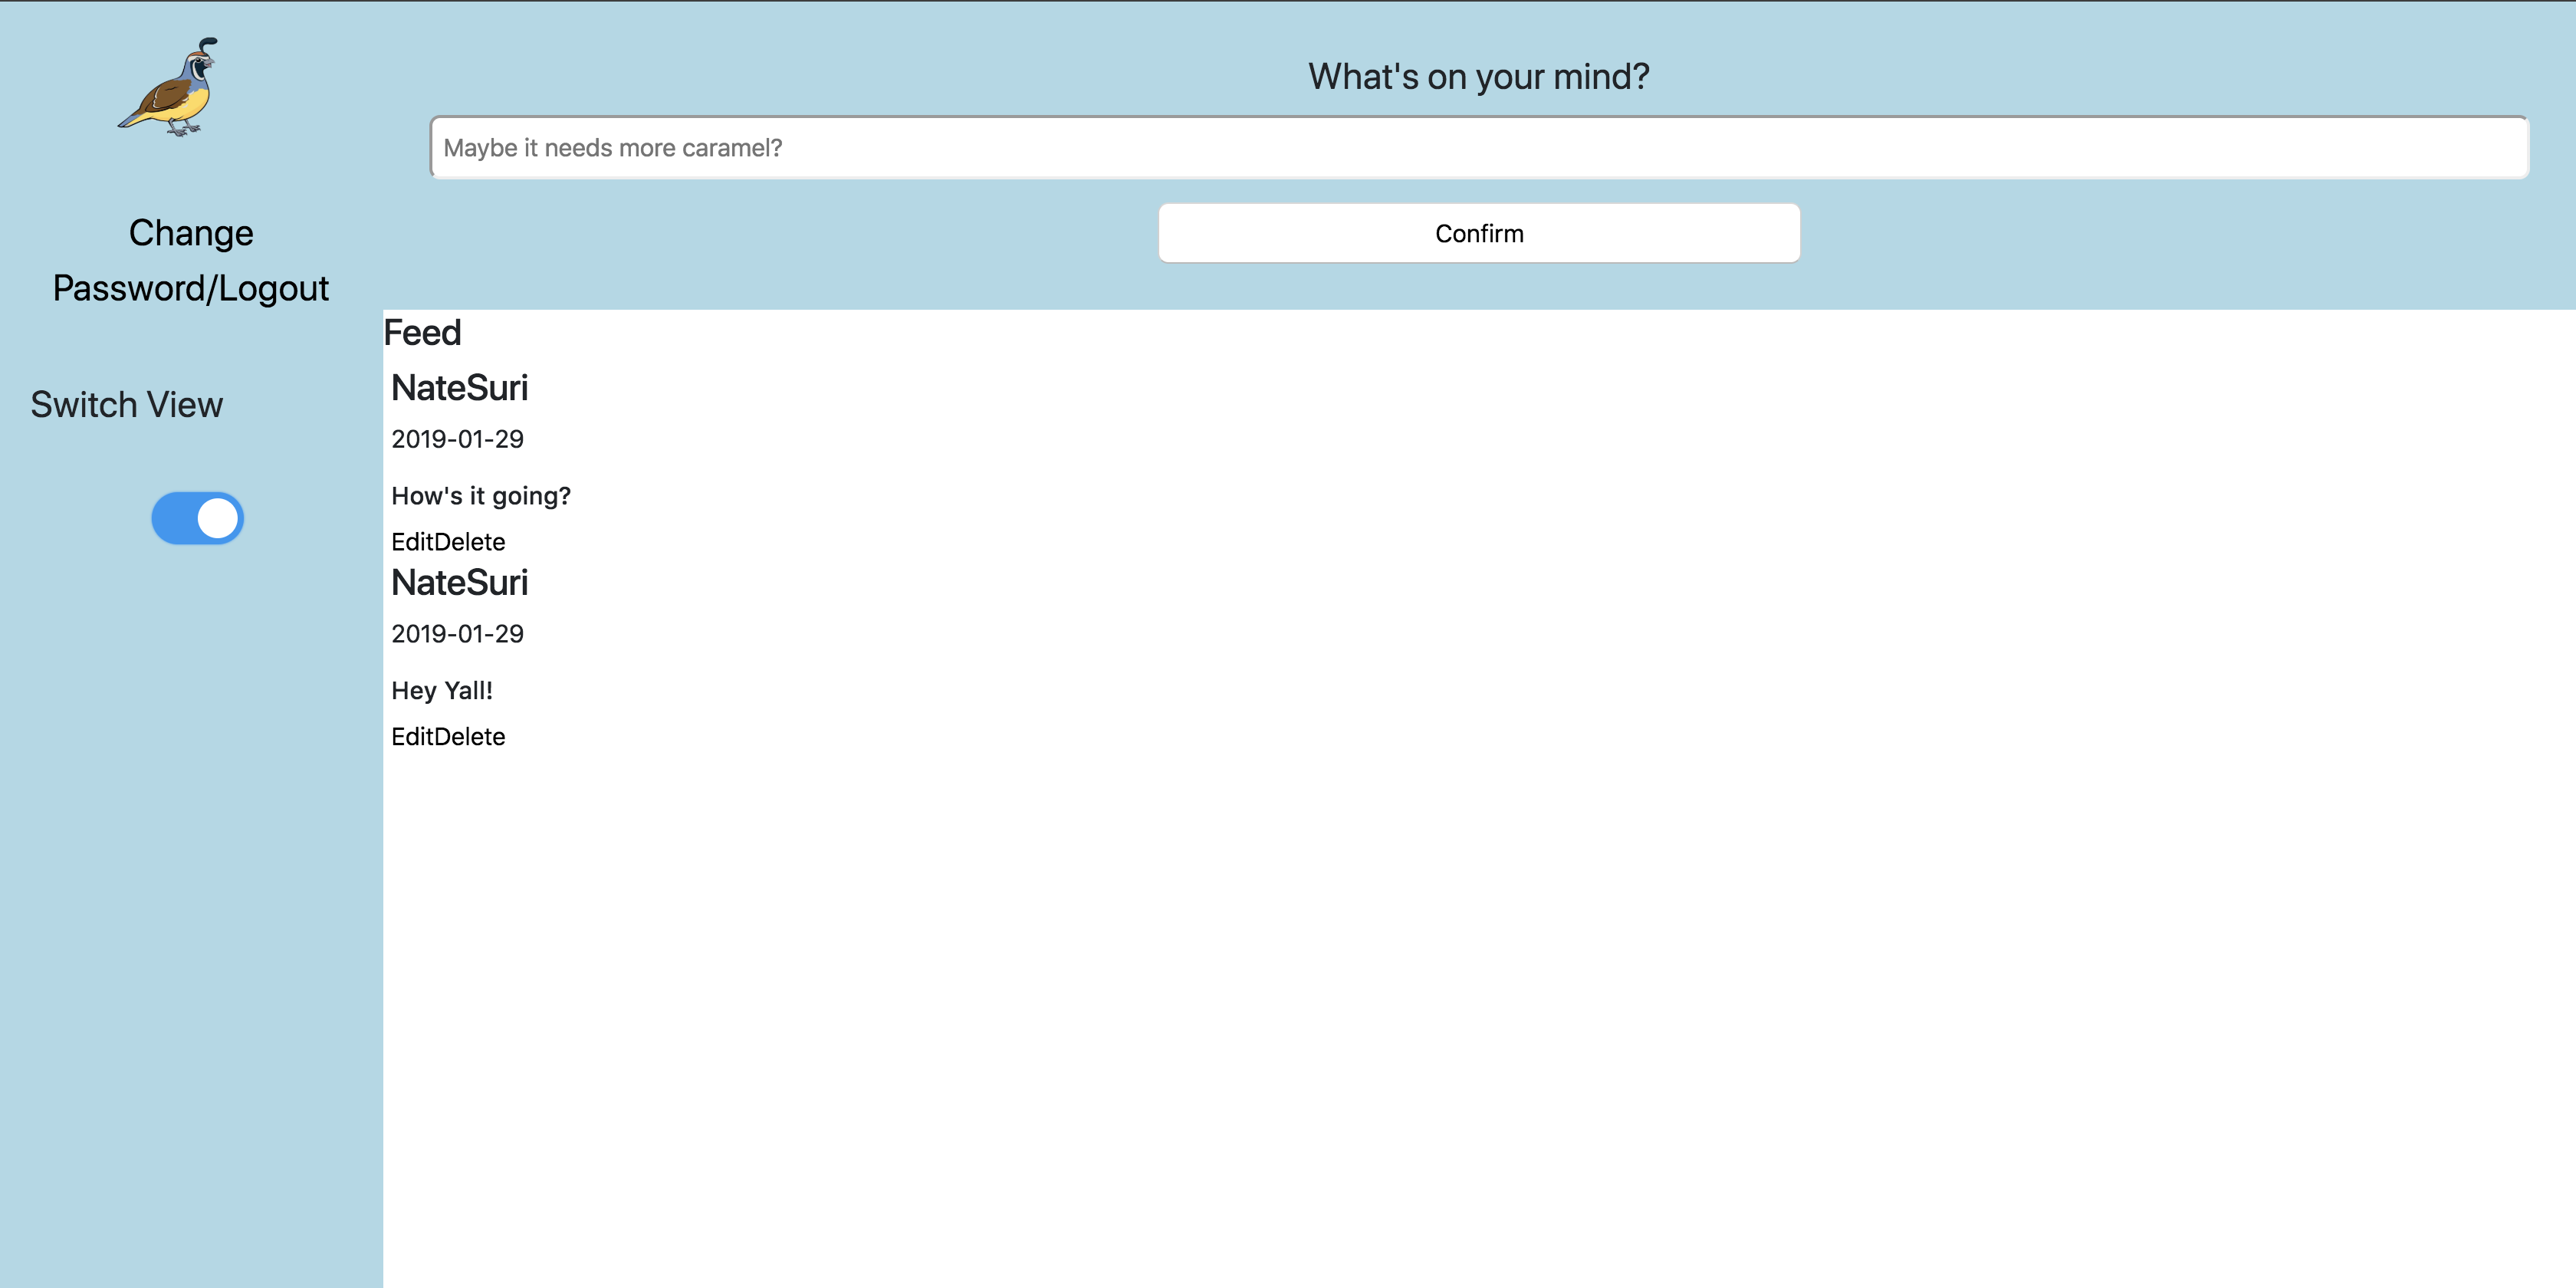 What's on your mind?
Maybe it needs more caramel?
Confirm
Change
Password/Logout
Switch View
Feed
NateSuri
2019-01-29
How's it going?
EditDelete
NateSuri
2019-01-29
Hey Yall!
EditDelete